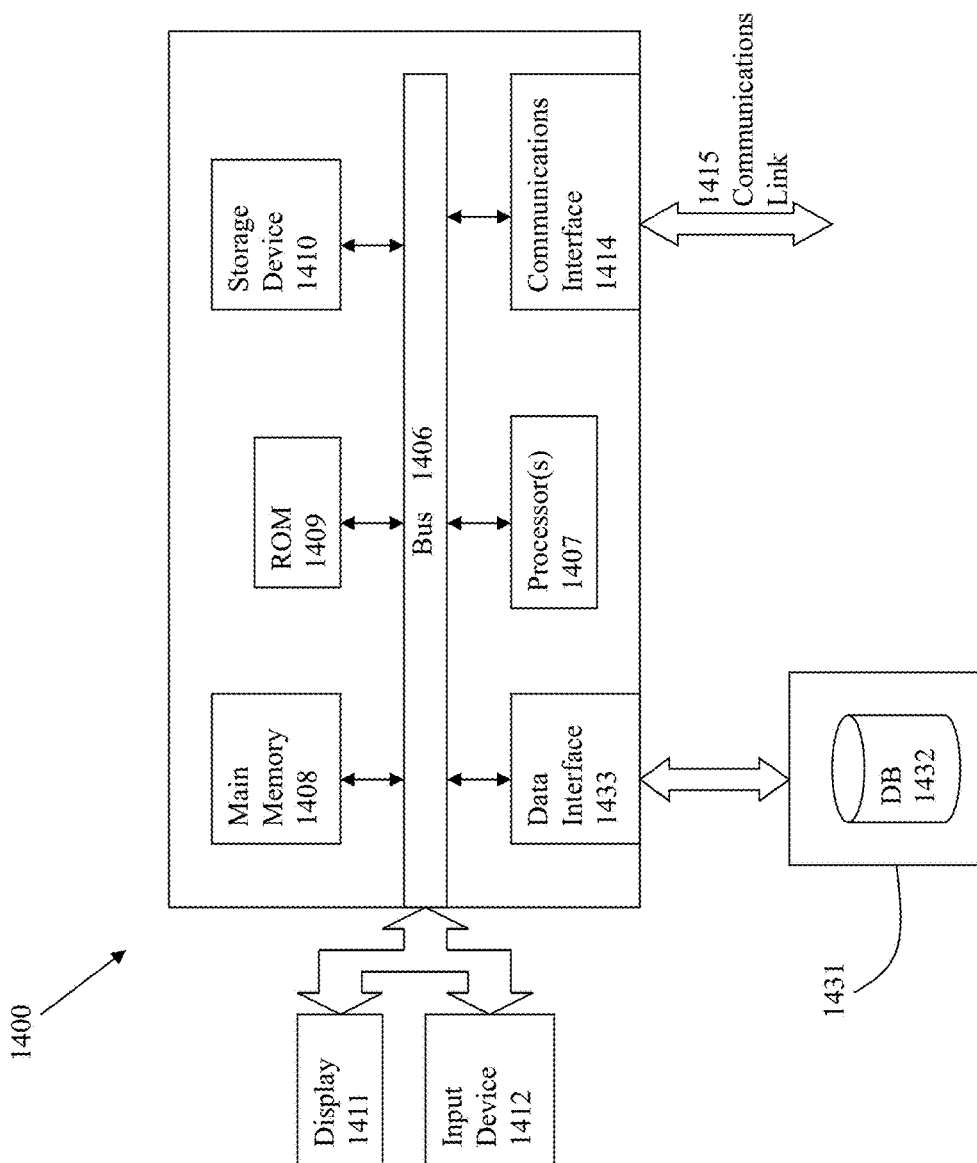 1400
Display
1411
Input
Device
1412
Main
Memory
1408
ROM
1409
Storage
Device
1410
Bus 1406
Data
Interface
1433
Processor(s)
1407
Communications
Interface
1414
1415
Communications
Link
1431
DB
1432